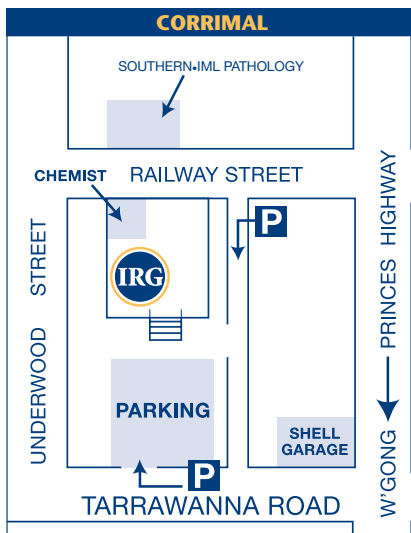 CORRIMAL
SOUTHERN•IML PATHOLOGY
CHEMIST
RAILWAY STREET
P
IRG
UNDERWOOD STREET
PRINCES HIGHWAY
PARKING
SHELL
GARAGE
W'GONG
P
TARRAWANNA ROAD